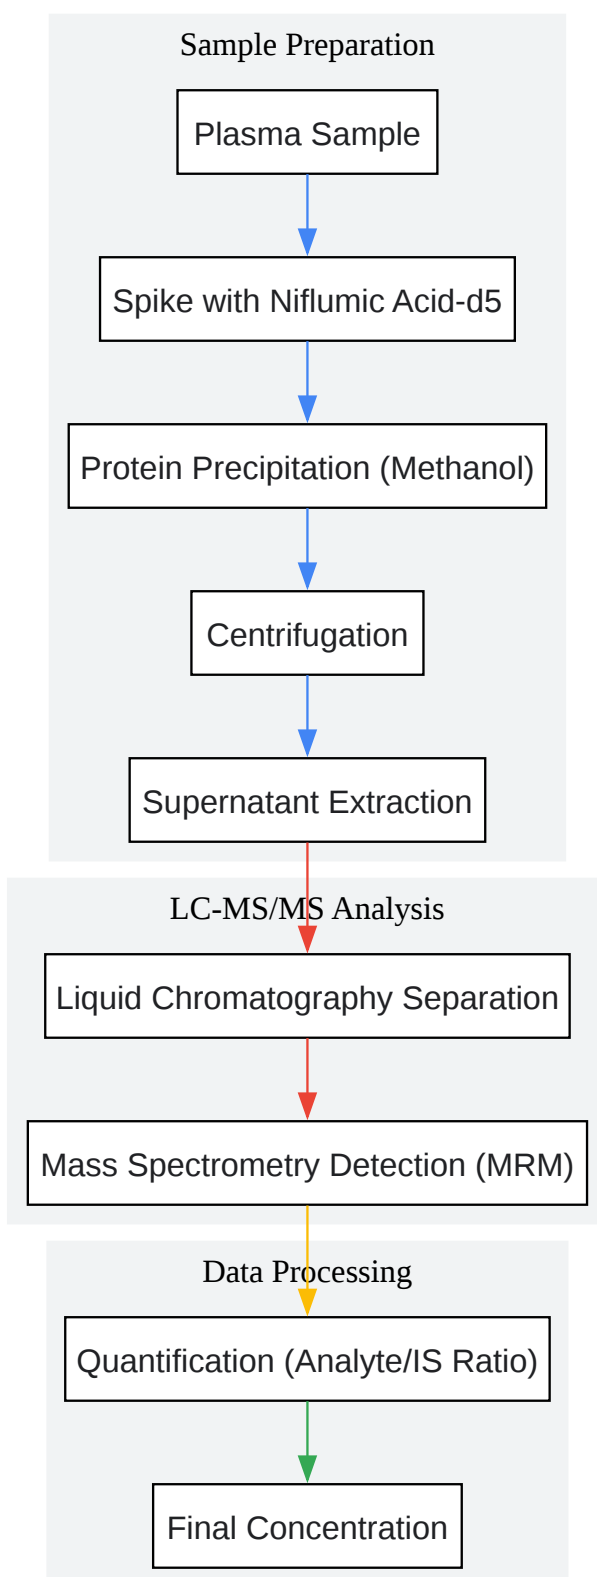 Sample Preparation
Plasma Sample
Spike with Niflumic Acid-d5
Protein Precipitation (Methanol)
Centrifugation
Supernatant Extraction
LC-MS/MS Analysis
Liquid Chromatography Separation
Mass Spectrometry Detection (MRM)
Data Processing
Quantification (Analyte/IS Ratio)
Final Concentration